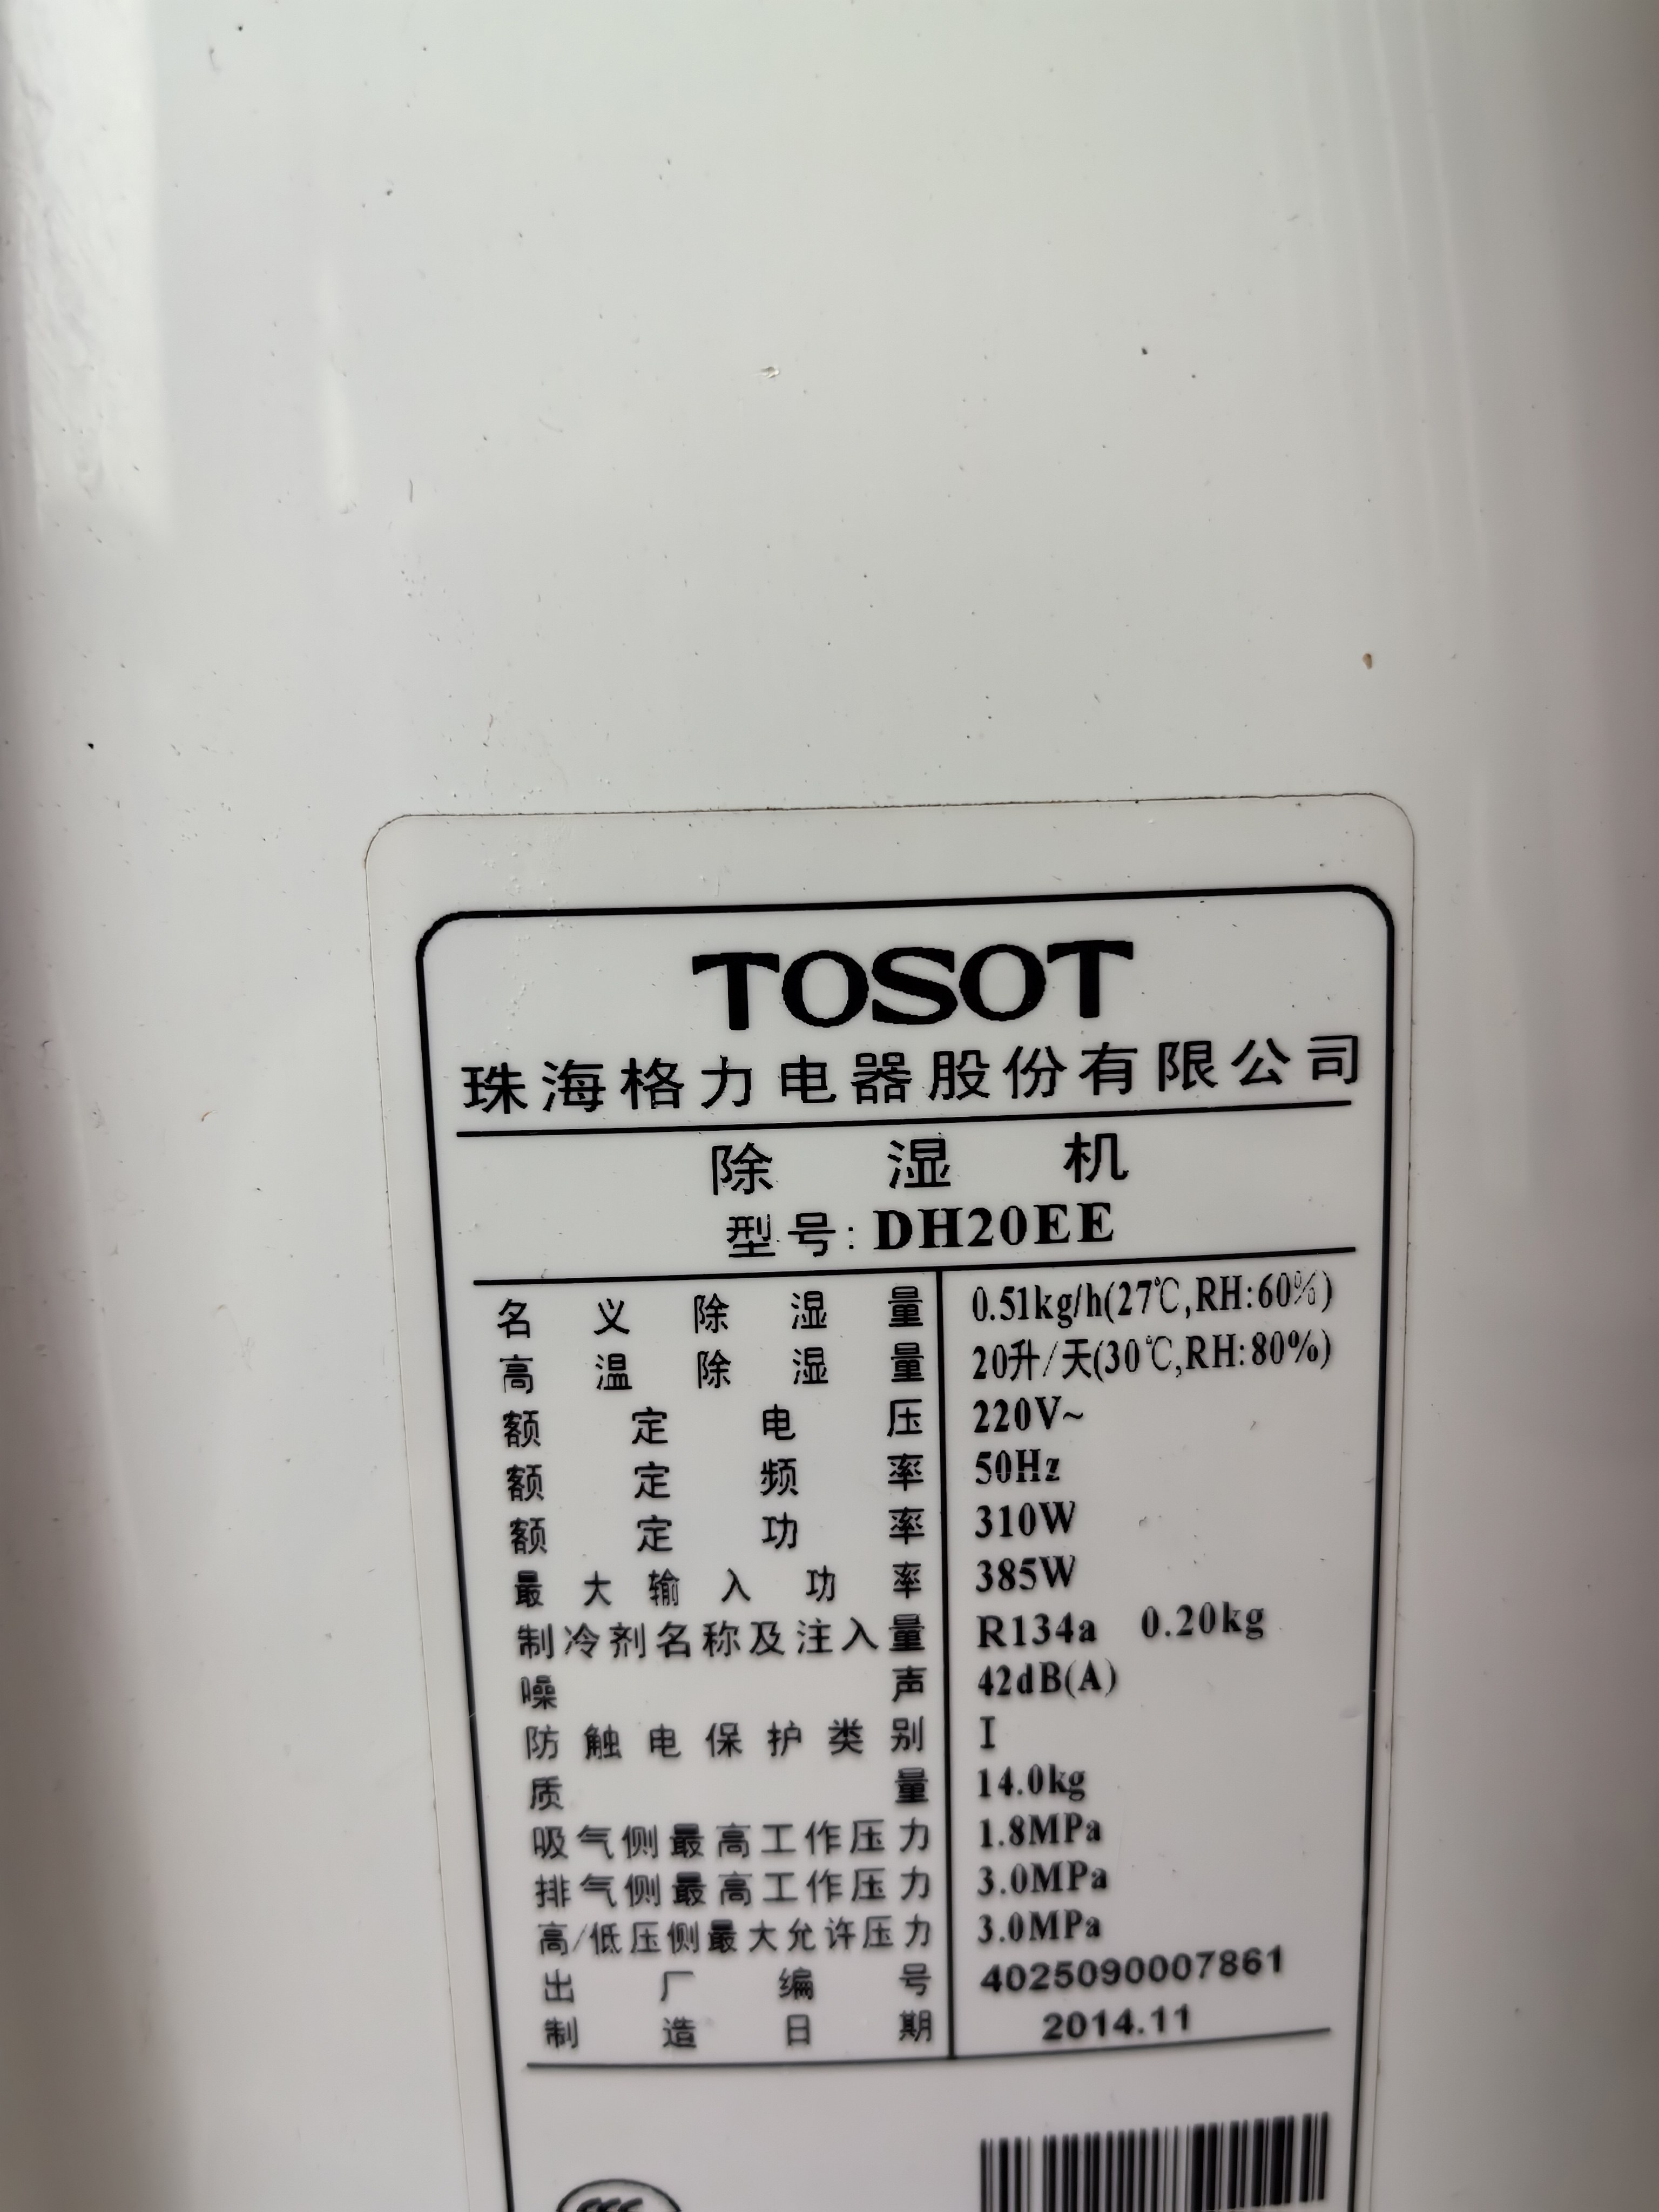 TOSOT
珠海格力电器股份有限公司
除湿机
型号:DH20EE
名义除湿量 0.51kg/h(27℃,RH:60%)
高温除湿量 20升/天(30℃,RH:80%)
额定电压 220V~
额定频率 50Hz
额定功率 310W
最大输入功率 385W
制冷剂名称及注入量 R134a 0.20kg
噪声 42dB(A)
防触电保护类别 I
质量 14.0kg
吸气侧最高工作压力 1.8MPa
排气侧最高工作压力 3.0MPa
高/低压侧最大允许压力 3.0MPa
出厂编号 4025090007861
制造日期 2014.11